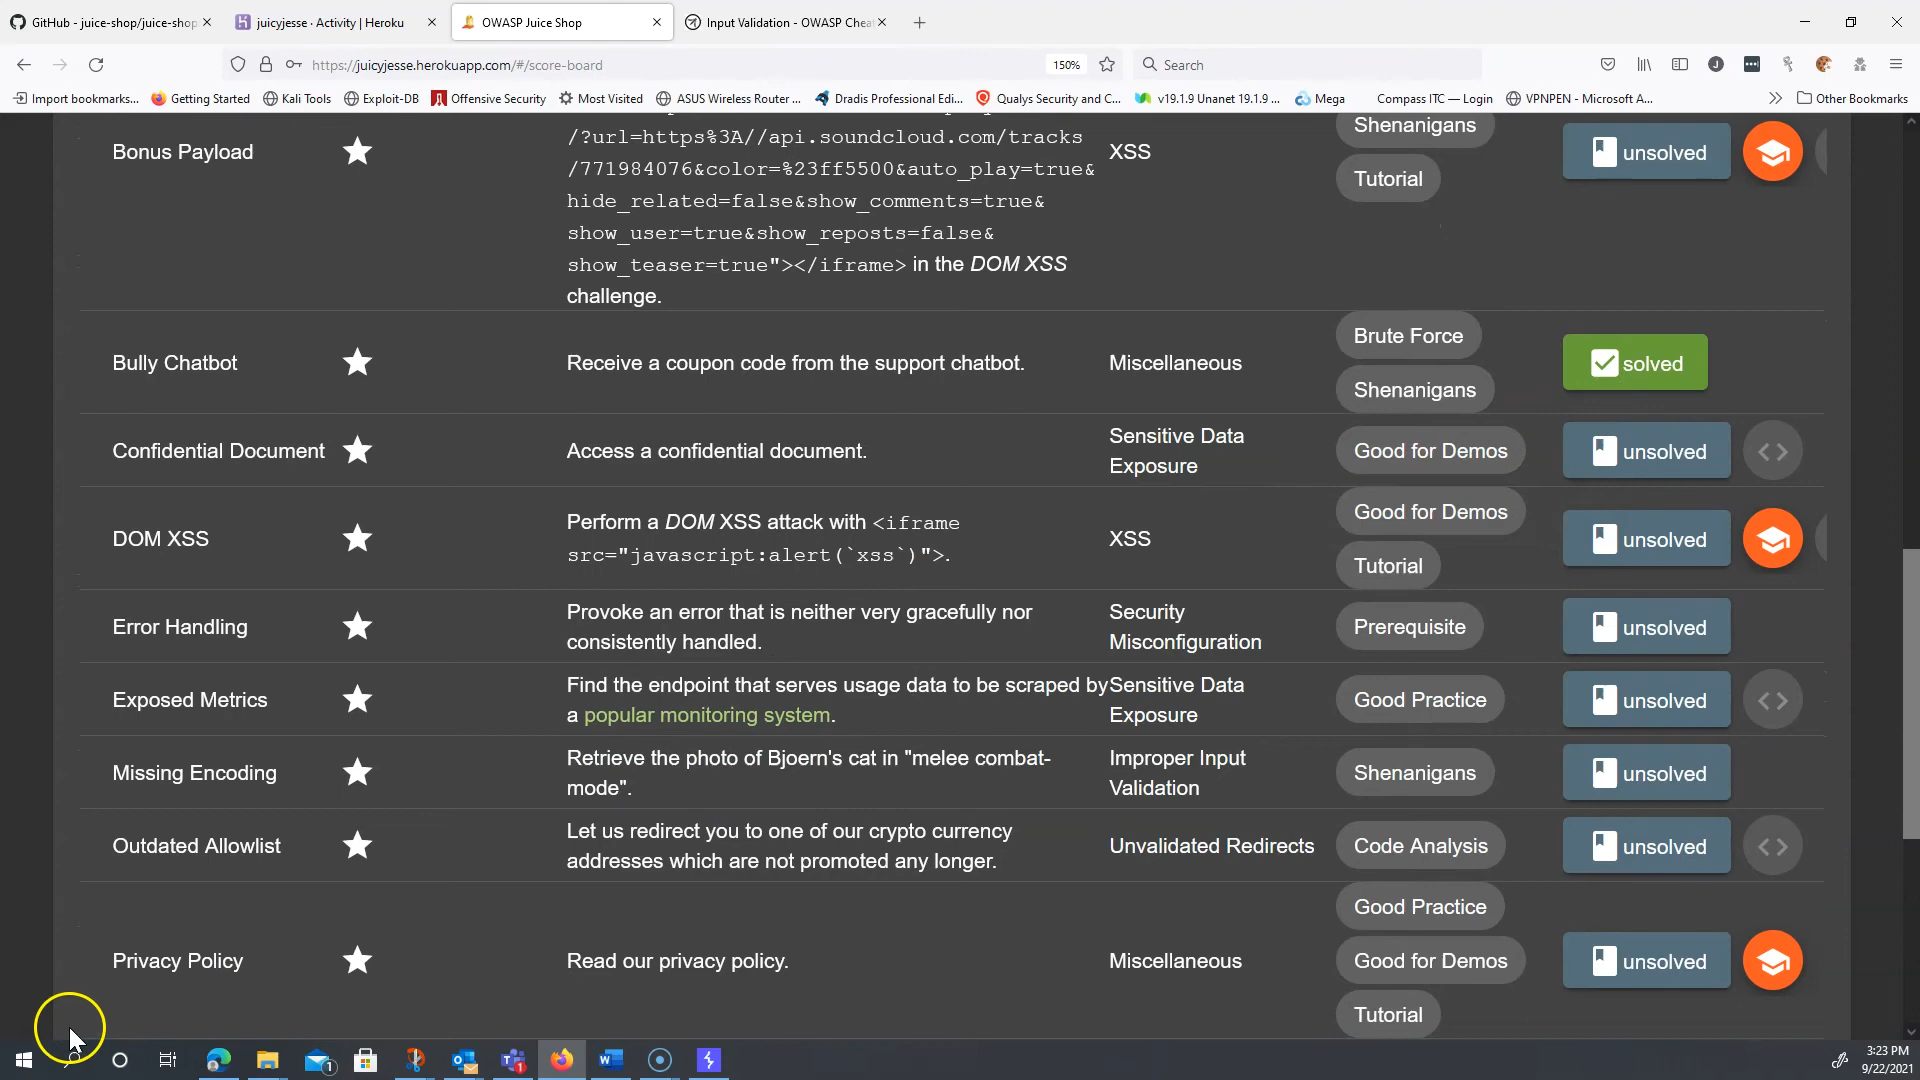 GitHub - juice-shop/juice-shop
juicyjesse · Activity | Heroku
OWASP Juice Shop
Input Validation - OWASP Chea
https://juicyjesse.herokuapp.com/#/score-board
150%
Search
Import bookmarks...
Getting Started
Kali Tools
Exploit-DB
Offensive Security
Most Visited
ASUS Wireless Router ...
Dradis Professional Edi...
Qualys Security and C...
v19.1.9 Unanet 19.1.9 ...
Mega
Compass ITC — Login
VPNPEN - Microsoft A...
Other Bookmarks
Bonus Payload
/?url=https%3A//api.soundcloud.com/tracks
/771984076&color=%23ff5500&auto_play=true&
hide_related=false&show_comments=true&
show_user=true&show_reposts=false&
show_teaser=true"></iframe> in the DOM XSS
challenge.
XSS
Shenanigans
Tutorial
unsolved
Bully Chatbot
Receive a coupon code from the support chatbot.
Miscellaneous
Brute Force
Shenanigans
solved
Confidential Document
Access a confidential document.
Sensitive Data
Exposure
Good for Demos
unsolved
DOM XSS
Perform a DOM XSS attack with <iframe
src="javascript:alert(`xss`)">.
XSS
Good for Demos
Tutorial
unsolved
Error Handling
Provoke an error that is neither very gracefully nor
consistently handled.
Security
Misconfiguration
Prerequisite
unsolved
Exposed Metrics
Find the endpoint that serves usage data to be scraped by
a popular monitoring system.
Sensitive Data
Exposure
Good Practice
unsolved
Missing Encoding
Retrieve the photo of Bjoern's cat in "melee combat-
mode".
Improper Input
Validation
Shenanigans
unsolved
Outdated Allowlist
Let us redirect you to one of our crypto currency
addresses which are not promoted any longer.
Unvalidated Redirects
Code Analysis
unsolved
Privacy Policy
Read our privacy policy.
Miscellaneous
Good Practice
Good for Demos
Tutorial
unsolved
3:23 PM
9/22/2021